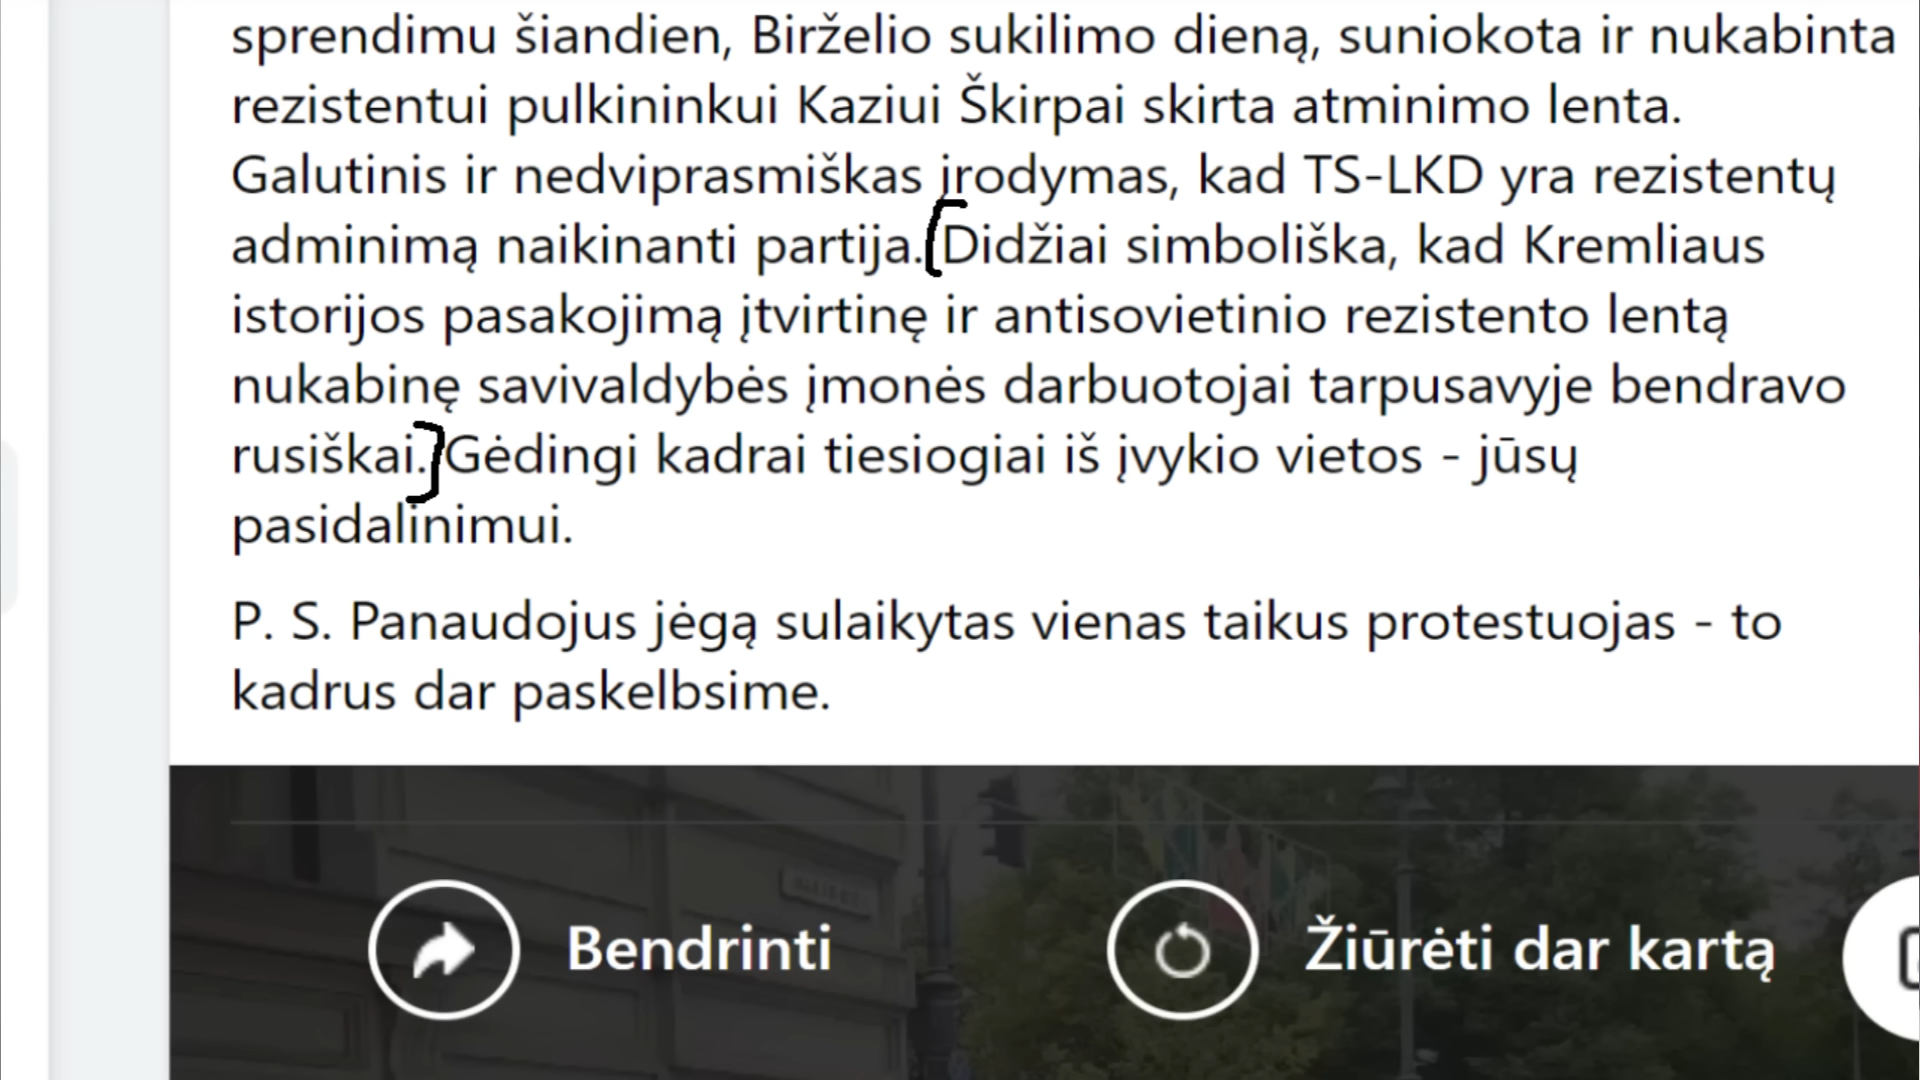 sprendimu šiandien, Birželio sukilimo dieną, suniokota ir nukabinta
rezistentui pulkininkui Kaziui Škirpai skirta atminimo lenta.
Galutinis ir nedviprasmiškas įrodymas, kad TS-LKD yra rezistentų
adminimą naikinanti partija. Didžiai simboliška, kad Kremliaus
istorijos pasakojimą įtvirtinę ir antisovietinio rezistento lentą
nukabinę savivaldybės įmonės darbuotojai tarpusavyje bendravo
rusiškai. Gėdingi kadrai tiesiogiai iš įvykio vietos - jūsų
pasidalinimui.
P. S. Panaudojus jėgą sulaikytas vienas taikus protestuojas - to
kadrus dar paskelbsime.
Bendrinti
Žiūrėti dar kartą